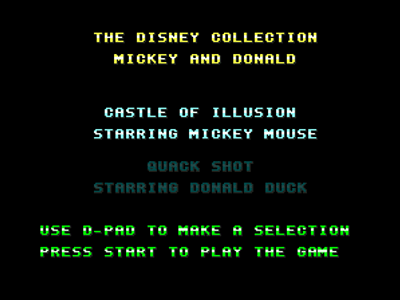 THE DISNEY COLLECTION
MICKEY AND DONALD
CASTLE OF ILLUSION
STARRING MICKEY MOUSE
QUACK SHOT
STARRING DONALD DUCK
USE D-PAD TO MAKE A SELECTION
PRESS START TO PLAY THE GAME